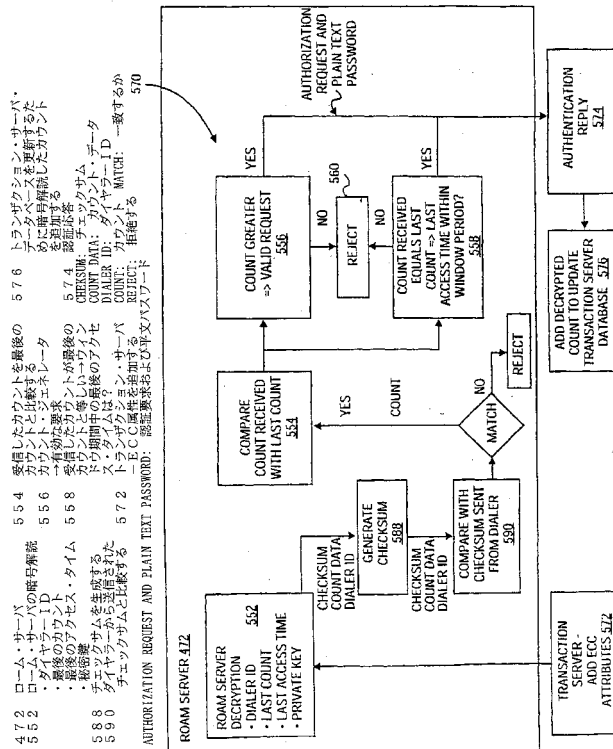 472 ローム・サーバ
552 ローム・サーバの暗号解読
・ダイヤラーID
・最後のカウント
・最後のアクセス・タイム
・秘密鍵
588 チェックサムを生成する
590 ダイヤラーから送信された
チェックサムと比較する
554 受信したカウントを最後の
カウントと比較する
556 カウント・ジェネレータ
→有効な要求
558 受信したカウントが最後の
カウントと等しい→ウィン
ドウ期間中の最後のアクセ
ス・タイムは?
572 トランザクション・サーバ
-ECC属性を追加する
576 トランザクション・サーバ・
データベースを更新するた
めに暗号解読したカウント
を追加する
574 認証応答
CHEKSUM: チェックサム
COUNT DATA: カウント・データ
DIALER ID: ダイヤラーID
COUNT: カウント MATCH: 一致するか
REJECT: 拒絶する
AUTHORIZATION REQUEST AND PLAIN TEXT PASSWORD: 認証要求および平文パスワード
570
ROAM SERVER 472
ROAM SERVER
DECRYPTION
• DIALER ID
• LAST COUNT
• LAST ACCESS TIME
• PRIVATE KEY
552
CHECKSUM
COUNT DATA,
DIALER ID
GENERATE
CHECKSUM
588
CHECKSUM
COUNT DATA,
DIALER ID
COMPARE WITH
CHECKSUM SENT
FROM DIALER
590
MATCH
NO
REJECT
YES
COUNT
COMPARE
COUNT RECEIVED
WITH LAST COUNT
554
COUNT GREATER
=> VALID REQUEST
556
YES
NO
REJECT
560
NO
COUNT RECEIVED
EQUALS LAST
COUNT => LAST
ACCESS TIME WITHIN
WINDOW PERIOD?
558
YES
AUTHORIZATION
REQUEST AND
PLAIN TEXT
PASSWORD
TRANSACTION
SERVER -
ADD ECC
ATTRIBUTES 572
AUTHENTICATION
REPLY
574
ADD DECRYPTED
COUNT TO UPDATE
TRANSACTION SERVER
DATABASE 576